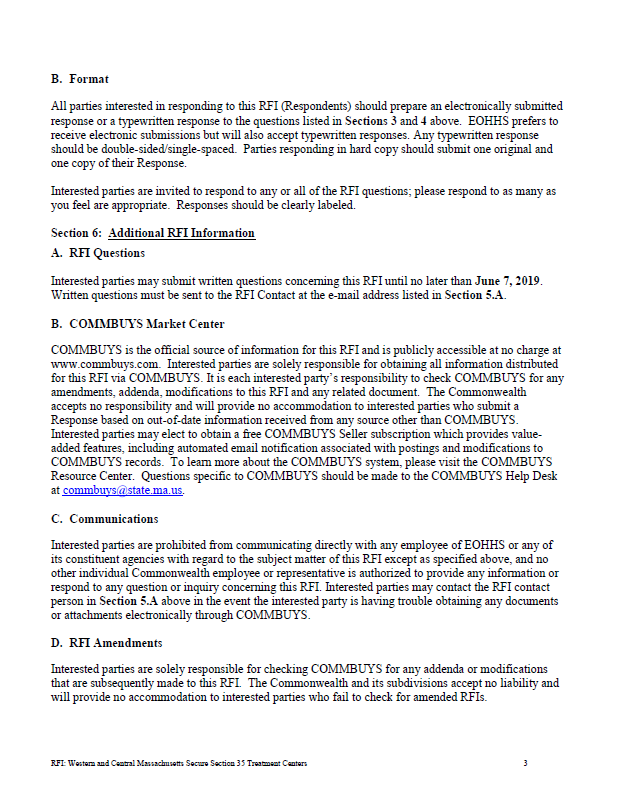 B. Format
All parties interested in responding to this RFI (Respondents) should prepare an electronically submitted
response or a typewritten response to the questions listed in Sections 3 and 4 above. EOHHS prefers to
receive electronic submissions but will also accept typewritten responses. Any typewritten response
should be double-sided/single-spaced. Parties responding in hard copy should submit one original and
one copy of their Response.
Interested parties are invited to respond to any or all of the RFI questions; please respond to as many as
you feel are appropriate. Responses should be clearly labeled.
Section 6: Additional RFI Information
A. RFI Questions
Interested parties may submit written questions concerning this RFI until no later than June 7, 2019.
Written questions must be sent to the RFI Contact at the e-mail address listed in Section 5.A.
B. COMMBUYS Market Center
COMMBUYS is the official source of information for this RFI and is publicly accessible at no charge at
www.commbuys.com. Interested parties are solely responsible for obtaining all information distributed
for this RFI via COMMBUYS. It is each interested party's responsibility to check COMMBUYS for any
amendments, addenda, modifications to this RFI and any related document. The Commonwealth
accepts no responsibility and will provide no accommodation to interested parties who submit a
Response based on out-of-date information received from any source other than COMMBUYS.
Interested parties may elect to obtain a free COMMBUYS Seller subscription which provides value-
added features, including automated email notification associated with postings and modifications to
COMMBUYS records. To learn more about the COMMBUYS system, please visit the COMMBUYS
Resource Center. Questions specific to COMMBUYS should be made to the COMMBUYS Help Desk
at commbuys@state.ma.us.
C. Communications
Interested parties are prohibited from communicating directly with any employee of EOHHS or any of
its constituent agencies with regard to the subject matter of this RFI except as specified above, and no
other individual Commonwealth employee or representative is authorized to provide any information or
respond to any question or inquiry concerning this RFI. Interested parties may contact the RFI contact
person in Section 5.A above in the event the interested party is having trouble obtaining any documents
or attachments electronically through COMMBUYS.
D. RFI Amendments
Interested parties are solely responsible for checking COMMBUYS for any addenda or modifications
that are subsequently made to this RFI. The Commonwealth and its subdivisions accept no liability and
will provide no accommodation to interested parties who fail to check for amended RFIs.
RFI: Western and Central Massachusetts Secure Section 35 Treatment Centers 3